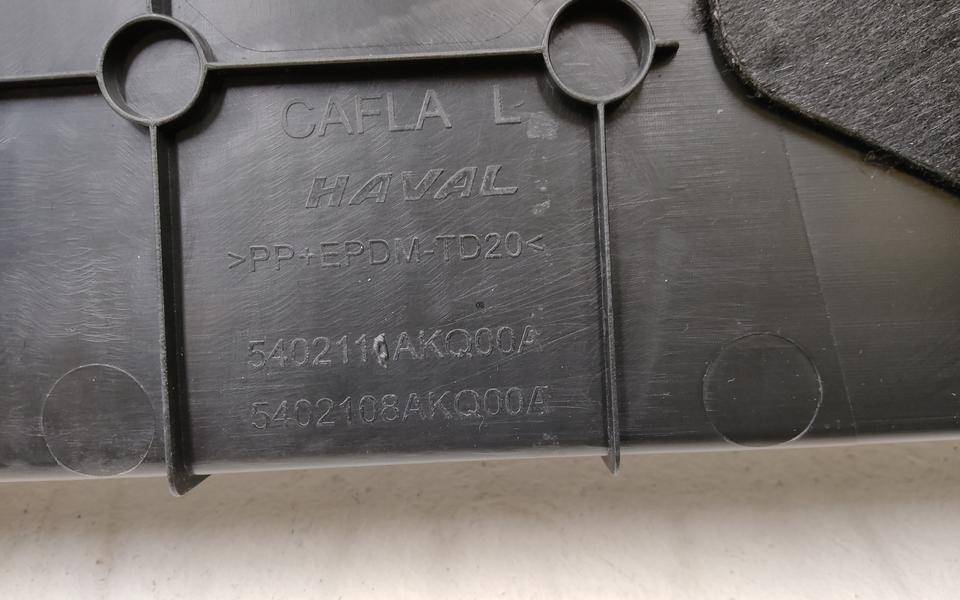 CAFLA L
HAVAL
>PP+EPDM-TD20<
5402108AKQ00A